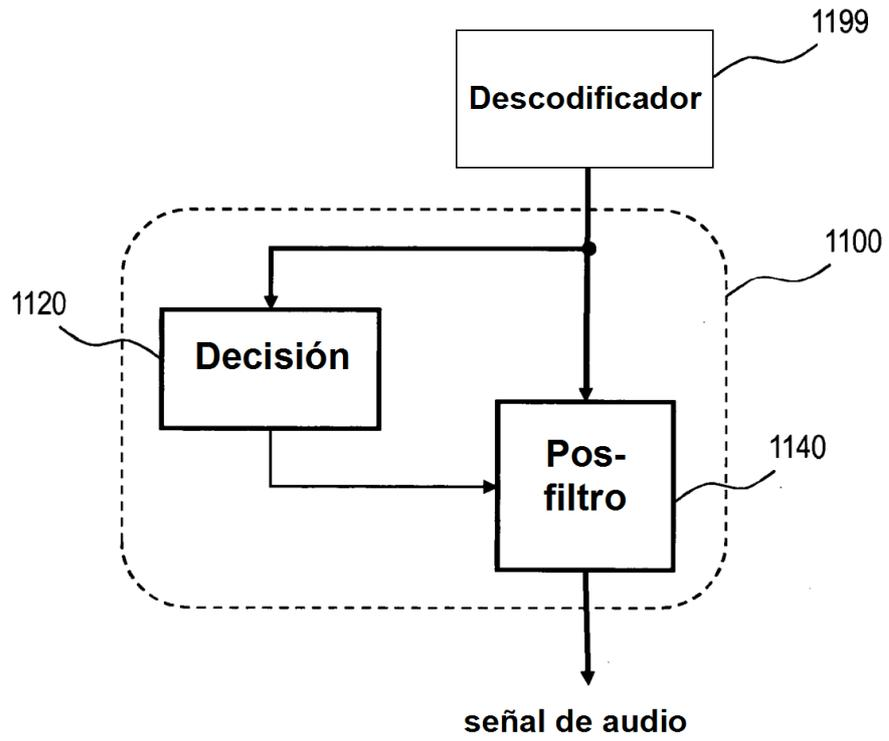 1199
Descodificador
1100
1120
Decisión
1140
Pos-
filtro
señal de audio